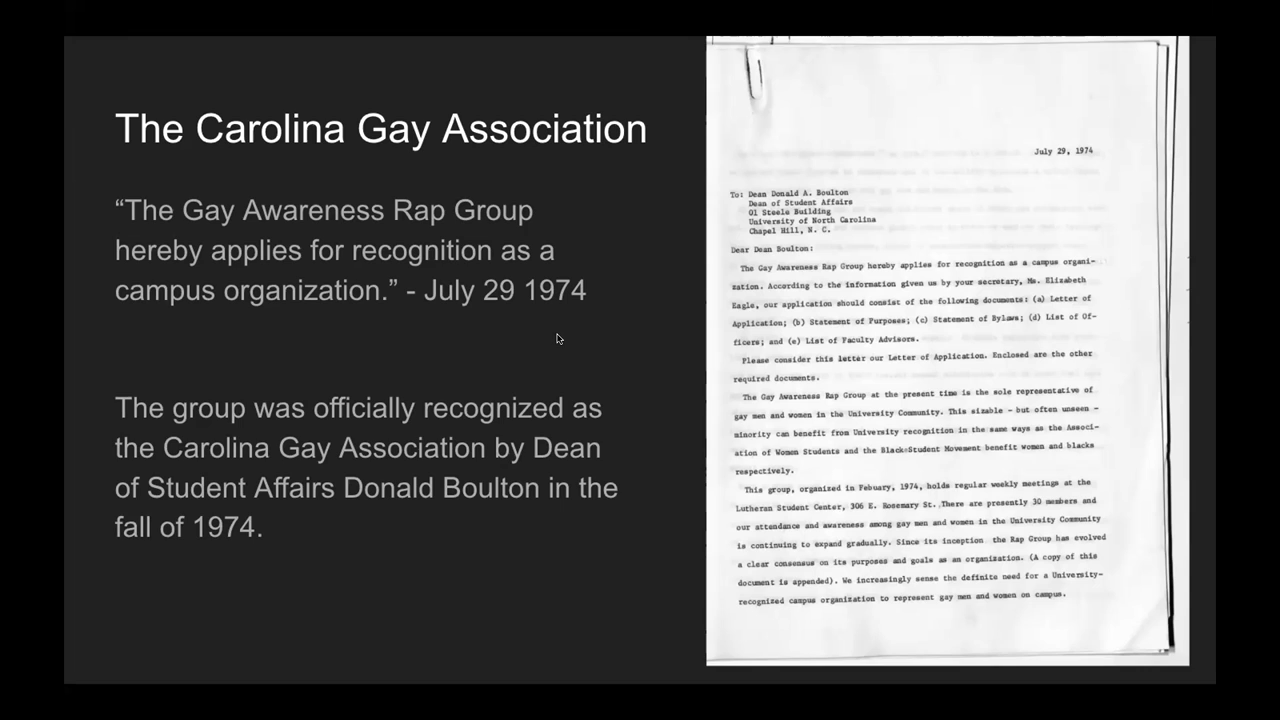 The Carolina Gay Association
“The Gay Awareness Rap Group
hereby applies for recognition as a
campus organization.” - July 29 1974
The group was officially recognized as
the Carolina Gay Association by Dean
of Student Affairs Donald Boulton in the
fall of 1974.
July 29, 1974
To: Dean Donald A. Boulton
Dean of Student Affairs
01 Steele Building
University of North Carolina
Chapel Hill, N. C.
Dear Dean Boulton:
The Gay Awareness Rap Group hereby applies for recognition as a campus organi-
zation. According to the information given us by your secretary, Ms. Elizabeth
Eagle, our application should consist of the following documents: (a) Letter of
Application; (b) Statement of Purposes; (c) Statement of Bylaws; (d) List of Of-
ficers; and (e) List of Faculty Advisors.
Please consider this letter our Letter of Application. Enclosed are the other
required documents.
The Gay Awareness Rap Group at the present time is the sole representative of
gay men and women in the University Community. This sizable - but often unseen -
minority can benefit from University recognition in the same ways as the Associ-
ation of Women Students and the Black Student Movement benefit women and blacks
respectively.
This group, organized in Febuary, 1974, holds regular weekly meetings at the
Lutheran Student Center, 306 E. Rosemary St. There are presently 30 members and
our attendance and awareness among gay men and women in the University Community
is continuing to expand gradually. Since its inception the Rap Group has evolved
a clear consensus on its purposes and goals as an organization. (A copy of this
document is appended). We increasingly sense the definite need for a University-
recognized campus organization to represent gay men and women on campus.